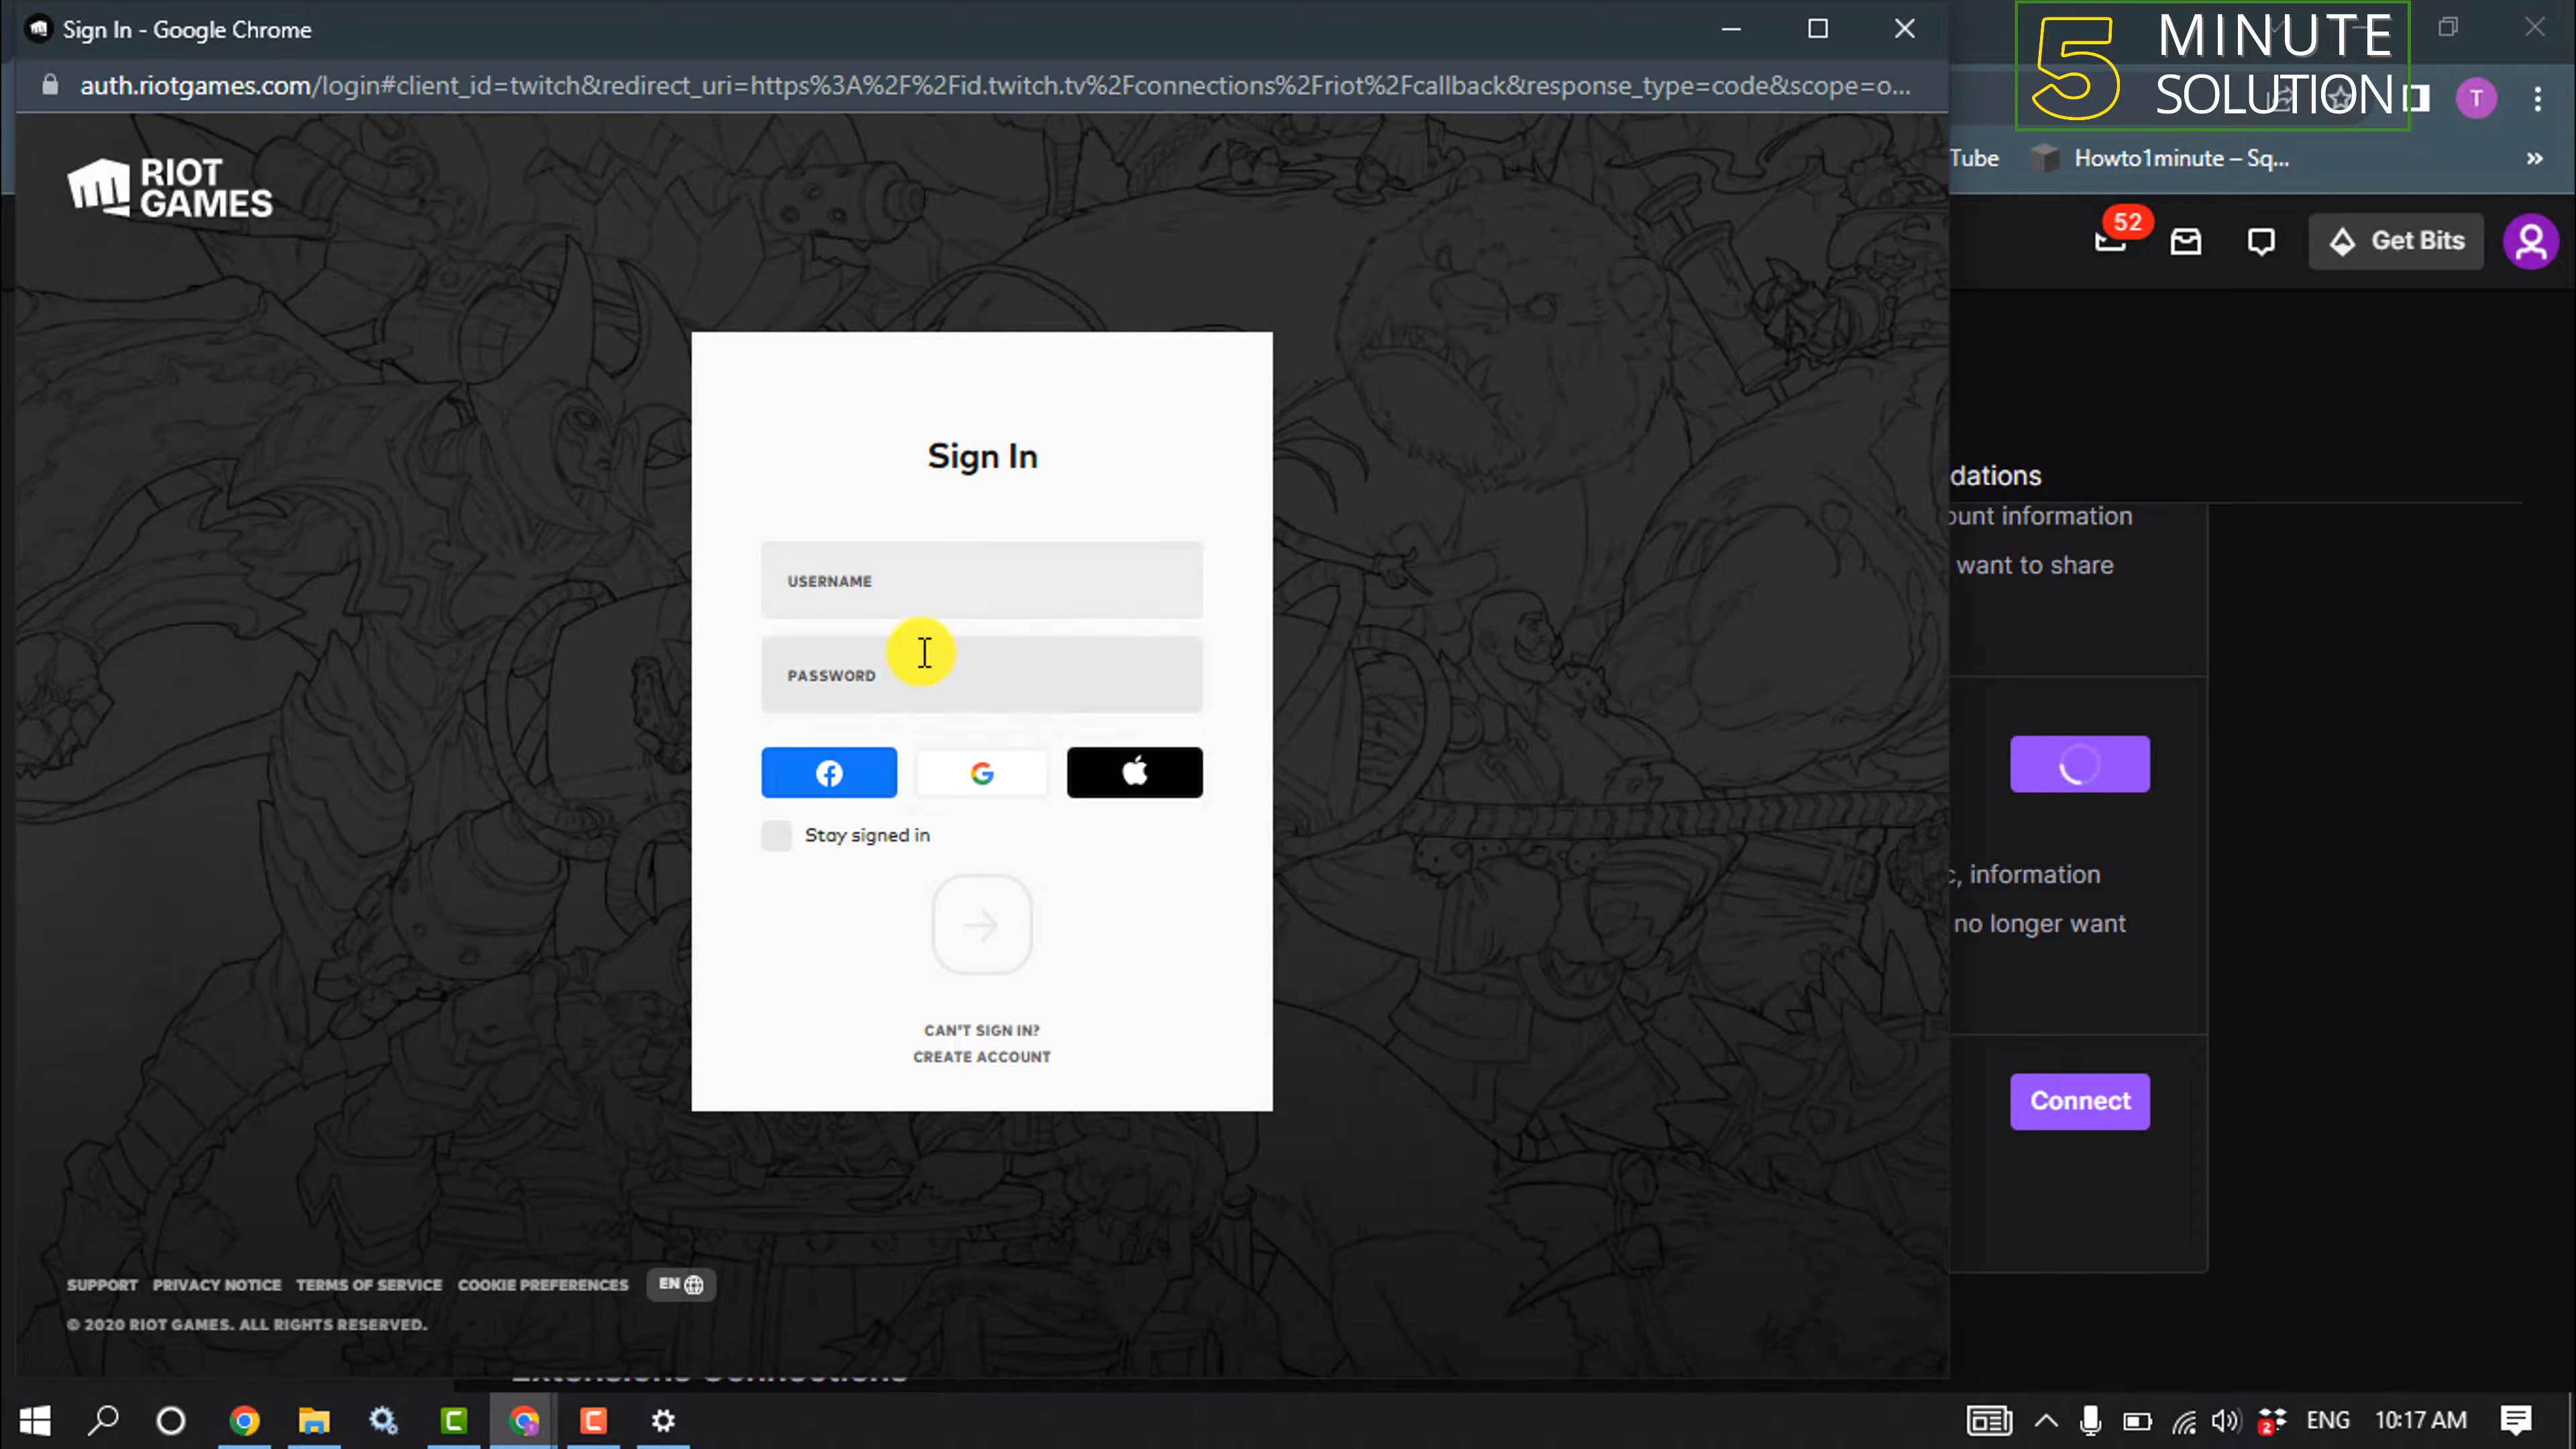 Sign In - Google Chrome
auth.riotgames.com/login#client_id=twitch&redirect_uri=https%3A%2F%2Fid.twitch.tv%2Fconnections%2Friot%2Fcallback&response_type=code&scope=o...
5 MINUTE
SOLUTION
T
Tube
Howto1minute – Sq...
»
RIOT
GAMES
52
Get Bits
Sign In
dations
ount information
want to share
USERNAME
PASSWORD
Stay signed in
, information
no longer want
CAN'T SIGN IN?
CREATE ACCOUNT
Connect
SUPPORT PRIVACY NOTICE TERMS OF SERVICE COOKIE PREFERENCES EN
© 2020 RIOT GAMES. ALL RIGHTS RESERVED.
Extensions Connections
2
ENG 10:17 AM